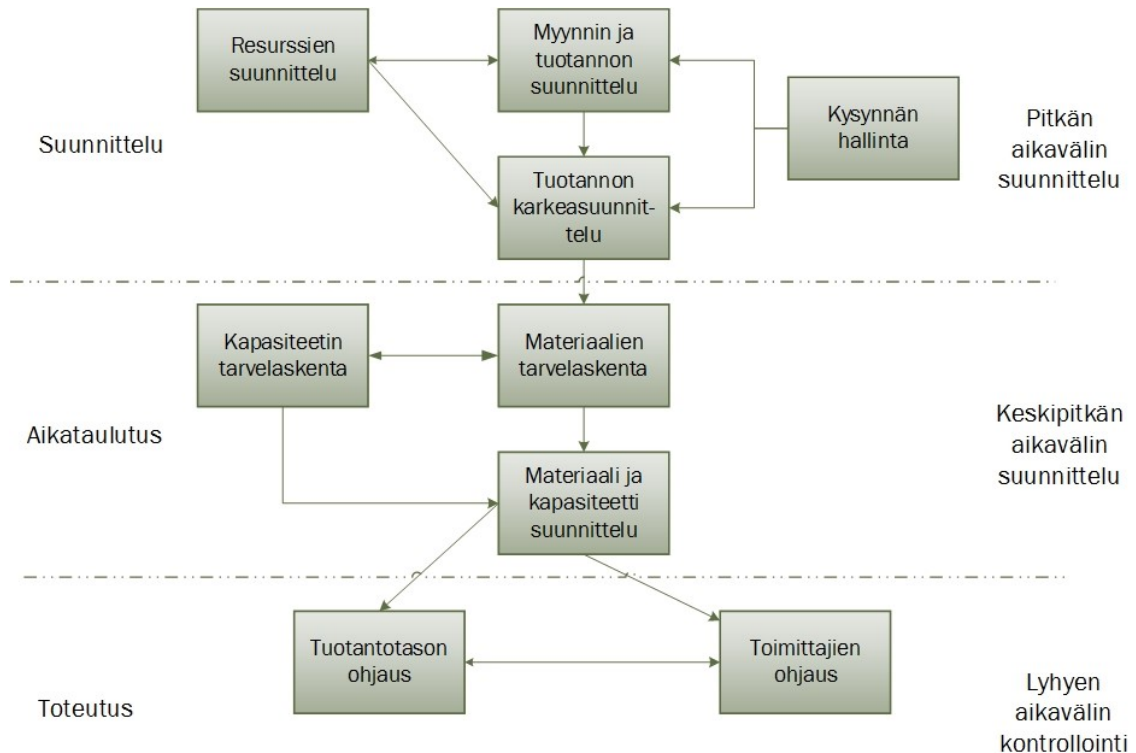 Resurssien
suunnittelu
Myynnin ja
tuotannon
suunnittelu
Kysynnän
hallinta
Suunnittelu
Pitkän
aikavälin
suunnittelu
Tuotannon
karkeasuunnit-
telu
Kapasiteetin
tarvelaskenta
Materiaalien
tarvelaskenta
Aikataulutus
Keskipitkän
aikavälin
suunnittelu
Materiaali ja
kapasiteetti
suunnittelu
Tuotantotason
ohjaus
Toimittajien
ohjaus
Toteutus
Lyhyen
aikavälin
kontrollointi